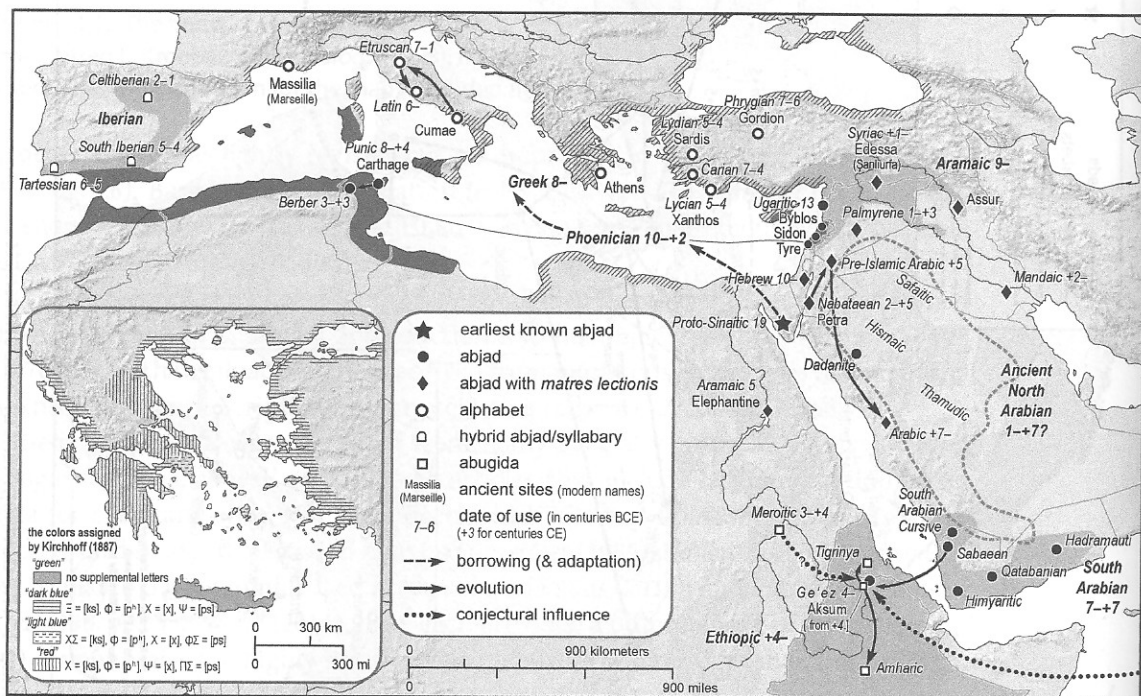 Etruscan 7–1
Celtiberian 2–1
Massilia
(Marseille)
Iberian
Latin 6–
Cumae
South Iberian 5–4
Tartessian 6–5
Punic 8–+4
Carthage
Berber 3–+3
Phrygian 7–6
Gordion
Lydian 5–4
Sardis
Carian 7–4
Athens
Greek 8–
Lycian 5–4
Xanthos
Syriac +1–
Edessa
(Sanliurfa)
Aramaic 9–
Assur
Ugaritic 13
Byblos
Sidon
Tyre
Palmyrene 1–+3
Phoenician 10–+2
Pre-Islamic Arabic +5
Mandaic +2–
Hebrew 10–
Nabataean 2–+5
Petra
Proto-Sinaitic 19
Safaitic
Hismaic
Dadanite
Thamudic
Ancient
North
Arabian
1–+7?
Aramaic 5
Elephantine
Arabic +7–
Meroitic 3–+4
South
Arabian
Cursive
Sabaean
Hadramauti
Qatabanian
Himyaritic
South
Arabian
7–+7
Tigrinya
Ge'ez 4–
Aksum
[from +4]
Ethiopic +4–
Amharic
the colors assigned
by Kirchhoff (1887)
"green"
no supplemental letters
"dark blue"
Ξ = [ks], Φ = [pʰ], Χ = [x], Ψ = [ps]
"light blue"
ΧΣ = [ks], Φ = [pʰ], Χ = [x], ΦΣ = [ps]
"red"
Χ = [ks], Φ = [pʰ], Ψ = [x], ΠΣ = [ps]
0 300 km
0 300 mi
earliest known abjad
abjad
abjad with matres lectionis
alphabet
hybrid abjad/syllabary
abugida
Massilia
(Marseille)
ancient sites (modern names)
7–6
date of use (in centuries BCE)
(+3 for centuries CE)
borrowing (& adaptation)
evolution
conjectural influence
0 900 kilometers
0 900 miles